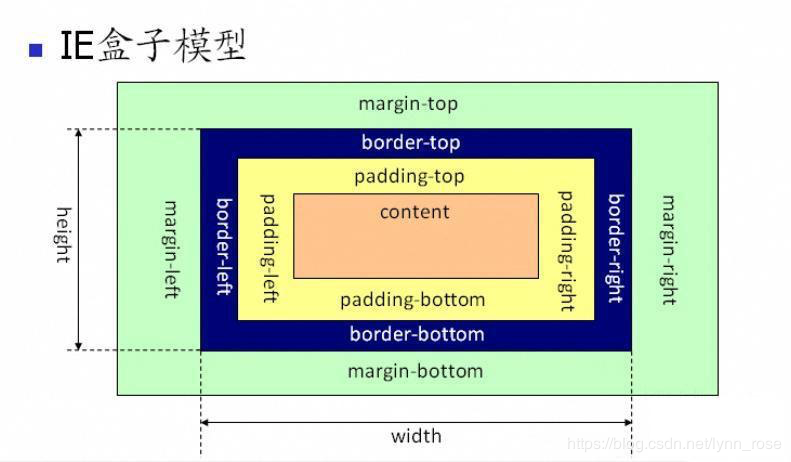 IE盒子模型
margin-top
border-top
padding-top
content
height
margin-left
border-left
padding-left
padding-right
border-right
margin-right
padding-bottom
border-bottom
margin-bottom
width
https://blog.csdn.net/lynn_rose